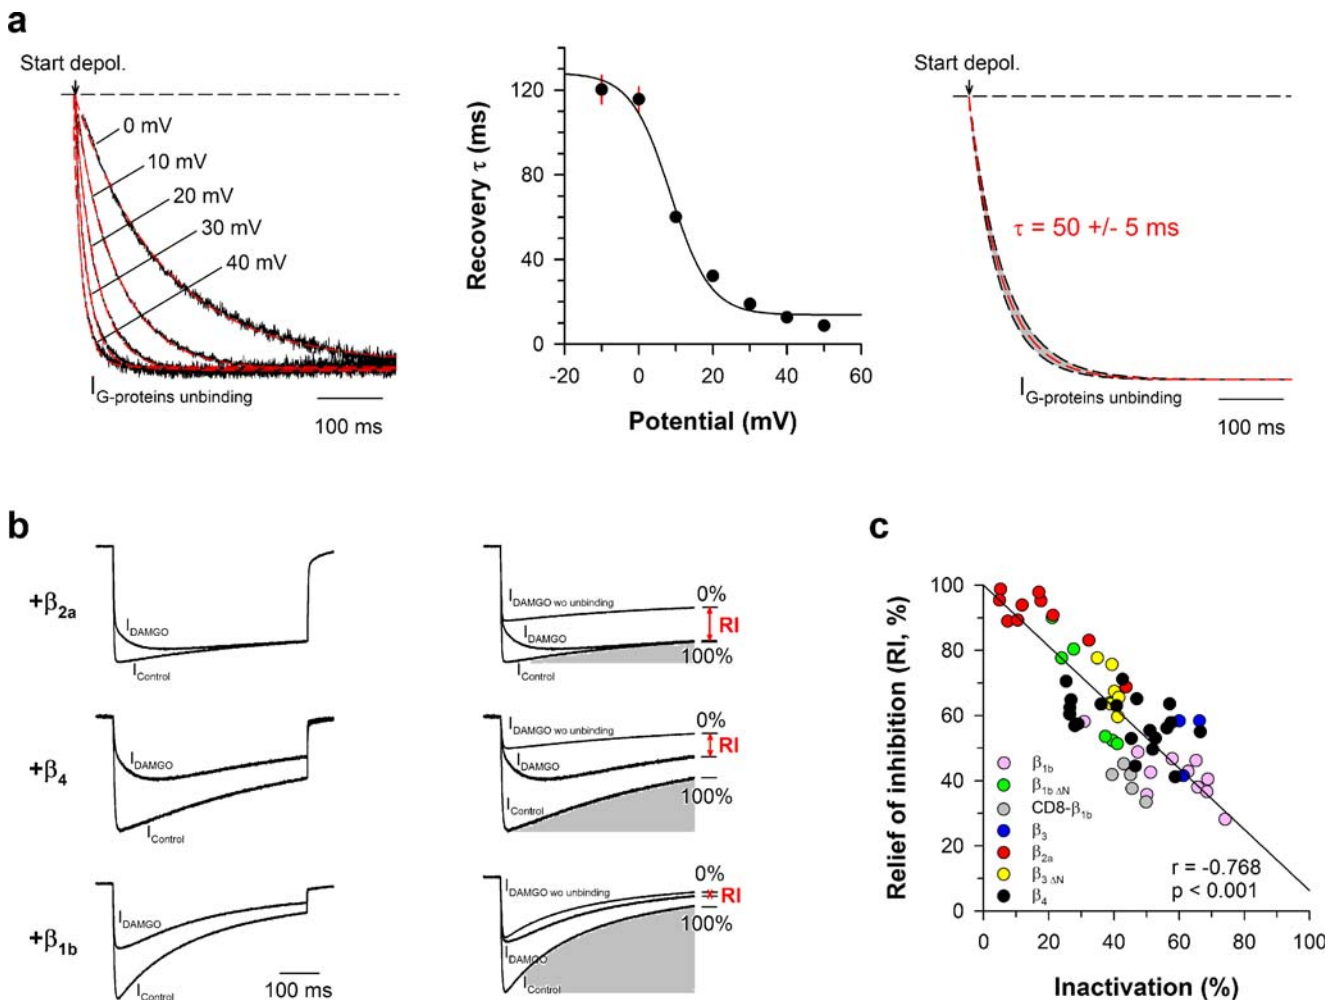 a
Start depol.
0 mV
10 mV
20 mV
30 mV
40 mV
I G-proteins unbinding
100 ms
Recovery τ (ms)
120
80
40
0
-20 0 20 40 60
Potential (mV)
Start depol.
τ = 50 +/- 5 ms
I G-proteins unbinding
100 ms
b
+β2a
IDAMGO
IControl
IDAMGO wo unbinding
IDAMGO
IControl
0%
RI
100%
+β4
IDAMGO
IControl
IDAMGO wo unbinding
IDAMGO
IControl
0%
RI
100%
+β1b
IDAMGO
IControl
100 ms
IDAMGO wo unbinding
IDAMGO
IControl
0%
RI
100%
c
Relief of inhibition (RI, %)
100
80
60
40
20
0
β1b
β1b ΔN
CD8-β1b
β3
β2a
β3 ΔN
β4
r = -0.768
p < 0.001
0 20 40 60 80 100
Inactivation (%)